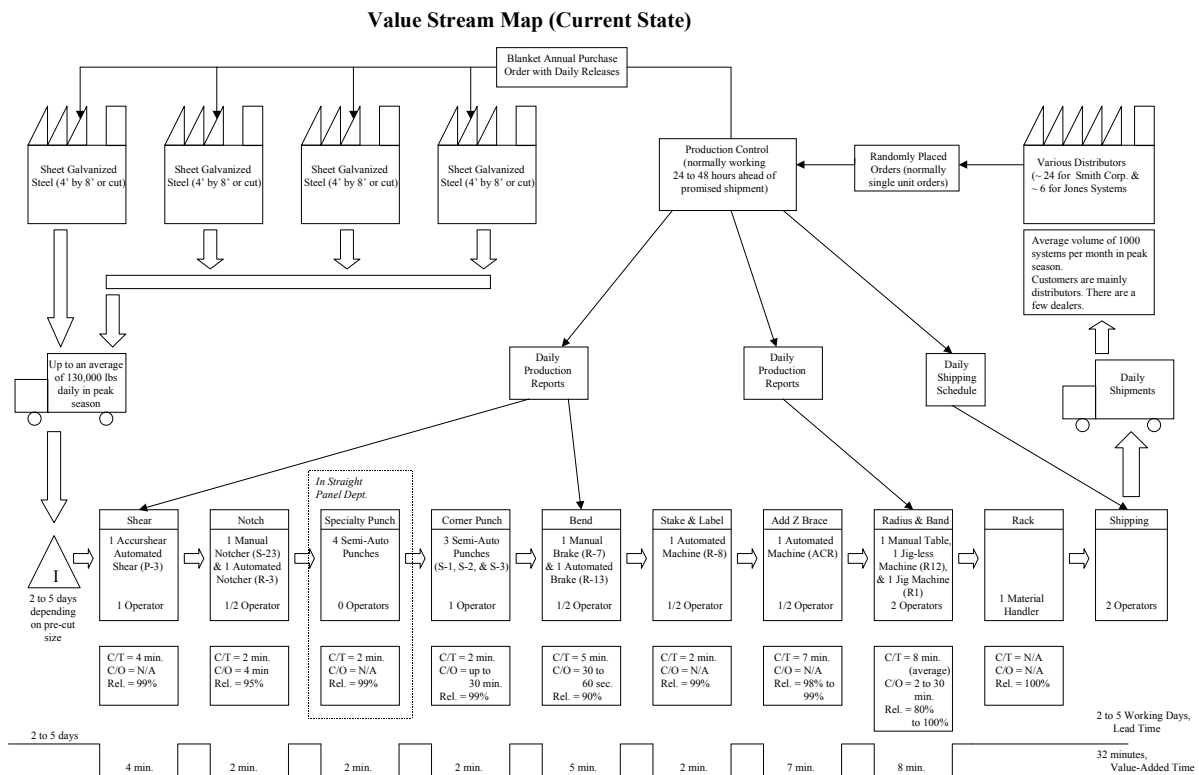 Value Stream Map (Current State)
Blanket Annual Purchase
Order with Daily Releases
Sheet Galvanized
Steel (4' by 8' or cut)
Sheet Galvanized
Steel (4' by 8' or cut)
Sheet Galvanized
Steel (4' by 8' or cut)
Sheet Galvanized
Steel (4' by 8' or cut)
Production Control
(normally working
24 to 48 hours ahead of
promised shipment)
Randomly Placed
Orders (normally
single unit orders)
Various Distributors
(~ 24 for Smith Corp. &
~ 6 for Jones Systems
Average volume of 1000
systems per month in peak
season.
Customers are mainly
distributors. There are a
few dealers.
Up to an average
of 130,000 lbs
daily in peak
season
Daily
Production
Reports
Daily
Production
Reports
Daily
Shipping
Schedule
Daily
Shipments
In Straight
Panel Dept.
I
2 to 5 days
depending
on pre-cut
size
Shear
1 Accurshear
Automated
Shear (P-3)
1 Operator
Notch
1 Manual
Notcher (S-23)
& 1 Automated
Notcher (R-3)
1/2 Operator
Specialty Punch
4 Semi-Auto
Punches
0 Operators
Corner Punch
3 Semi-Auto
Punches
(S-1, S-2, & S-3)
1 Operator
Bend
1 Manual
Brake (R-7)
& 1 Automated
Brake (R-13)
1/2 Operator
Stake & Label
1 Automated
Machine (R-8)
1/2 Operator
Add Z Brace
1 Automated
Machine (ACR)
1/2 Operator
Radius & Band
1 Manual Table,
1 Jig-less
Machine (R12),
& 1 Jig Machine
(R1)
2 Operators
Rack
1 Material
Handler
Shipping
2 Operators
C/T = 4 min.
C/O = N/A
Rel. = 99%
C/T = 2 min.
C/O = 4 min
Rel. = 95%
C/T = 2 min.
C/O = N/A
Rel. = 99%
C/T = 2 min.
C/O = up to
30 min.
Rel. = 99%
C/T = 5 min.
C/O = 30 to
60 sec.
Rel. = 90%
C/T = 2 min.
C/O = N/A
Rel. = 99%
C/T = 7 min.
C/O = N/A
Rel. = 98% to
99%
C/T = 8 min.
(average)
C/O = 2 to 30
min.
Rel. = 80%
to 100%
C/T = N/A
C/O = N/A
Rel. = 100%
2 to 5 days
2 to 5 Working Days,
Lead Time
4 min.
2 min.
2 min.
2 min.
5 min.
2 min.
7 min.
8 min.
32 minutes,
Value-Added Time